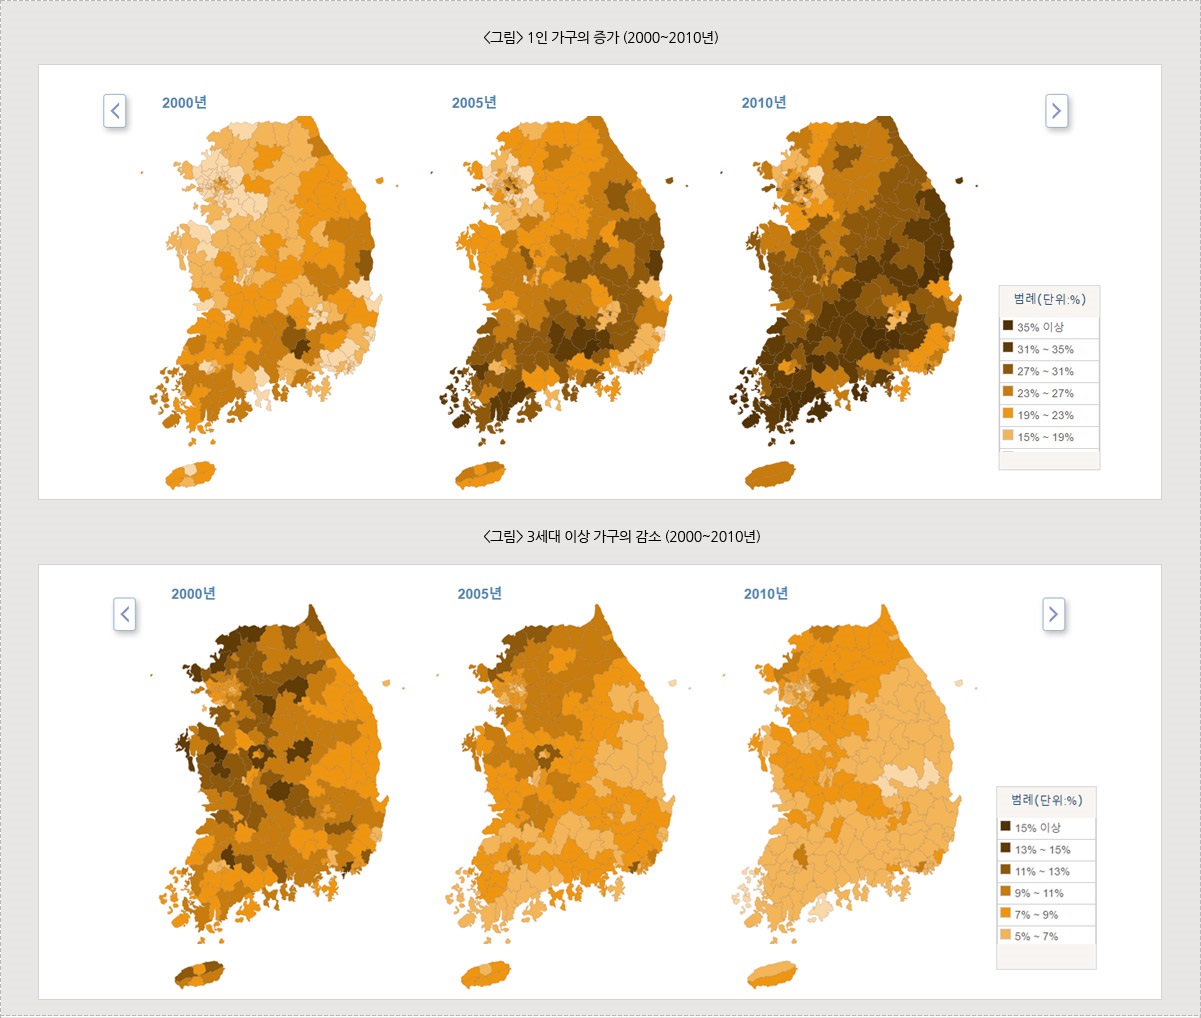 <그림> 1인 가구의 증가 (2000~2010년)
2000년
2005년
2010년
범례(단위:%)
35% 이상
31% ~ 35%
27% ~ 31%
23% ~ 27%
19% ~ 23%
15% ~ 19%
<그림> 3세대 이상 가구의 감소 (2000~2010년)
2000년
2005년
2010년
범례(단위:%)
15% 이상
13% ~ 15%
11% ~ 13%
9% ~ 11%
7% ~ 9%
5% ~ 7%